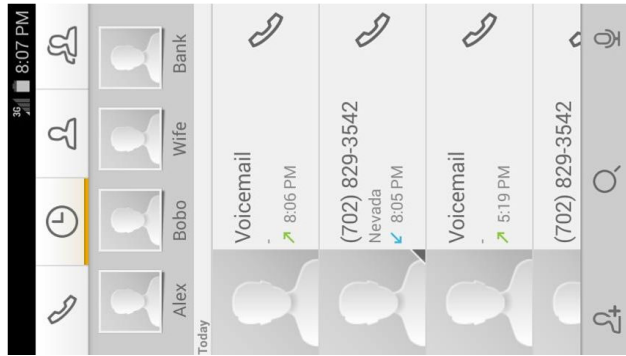 3G 8:07 PM
Alex Bobo Wife Bank
Today
Voicemail
-
8:06 PM
(702) 829-3542
Nevada
8:05 PM
Voicemail
-
5:19 PM
(702) 829-3542